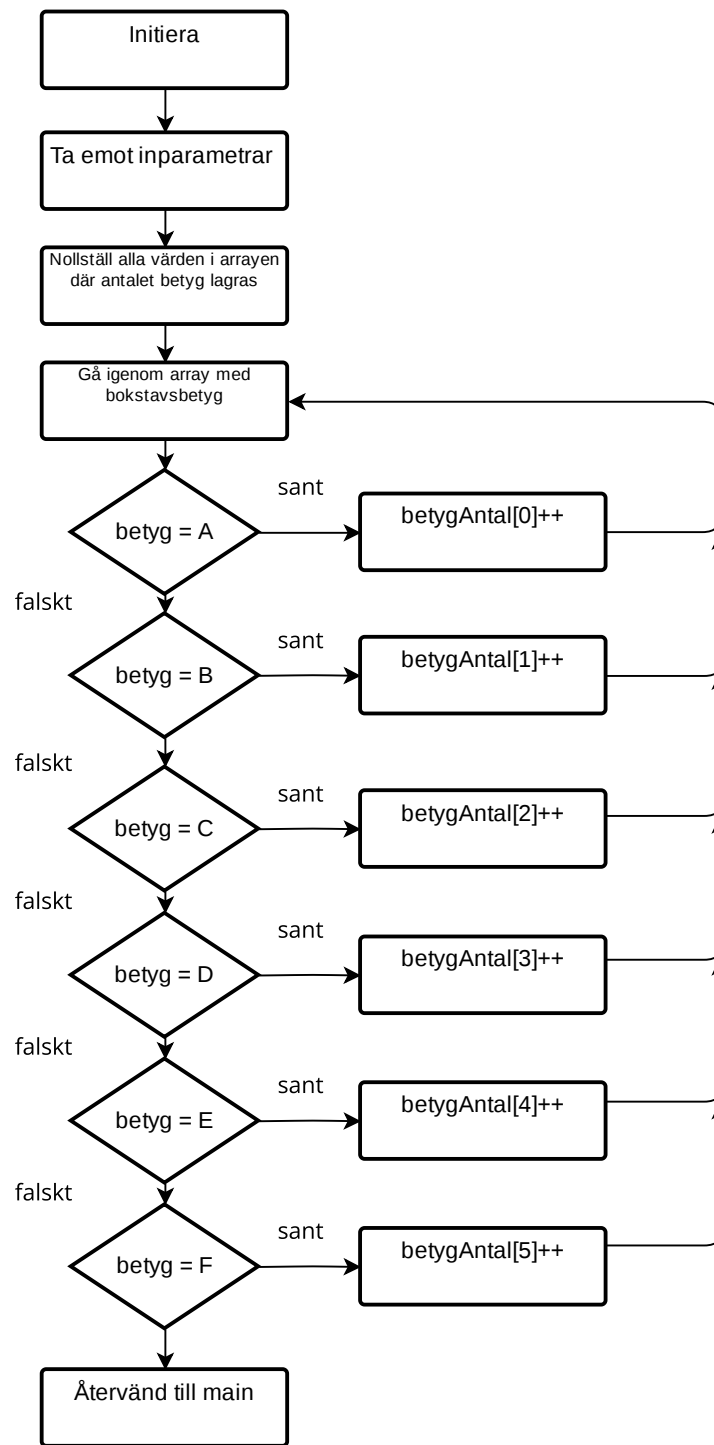 Initiera
Ta emot inparametrar
Nollställ alla värden i arrayen
där antalet betyg lagras
Gå igenom array med
bokstavsbetyg
betyg = A
sant
betygAntal[0]++
falskt
betyg = B
sant
betygAntal[1]++
falskt
betyg = C
sant
betygAntal[2]++
falskt
betyg = D
sant
betygAntal[3]++
falskt
betyg = E
sant
betygAntal[4]++
falskt
betyg = F
sant
betygAntal[5]++
Återvänd till main